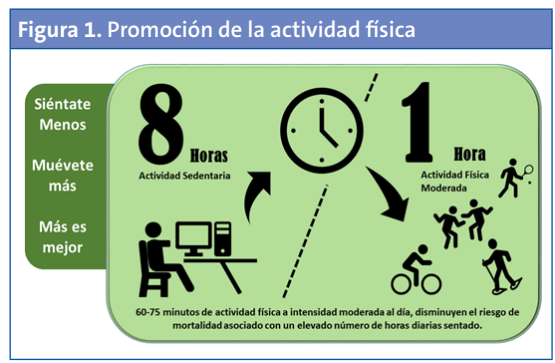 Figura 1. Promoción de la actividad física
Siéntate
Menos
Muévete
más
Más es
mejor
8 Horas
Actividad Sedentaria
1 Hora
Actividad Física
Moderada
60-75 minutos de actividad física a intensidad moderada al día, disminuyen el riesgo de
mortalidad asociado con un elevado número de horas diarias sentado.